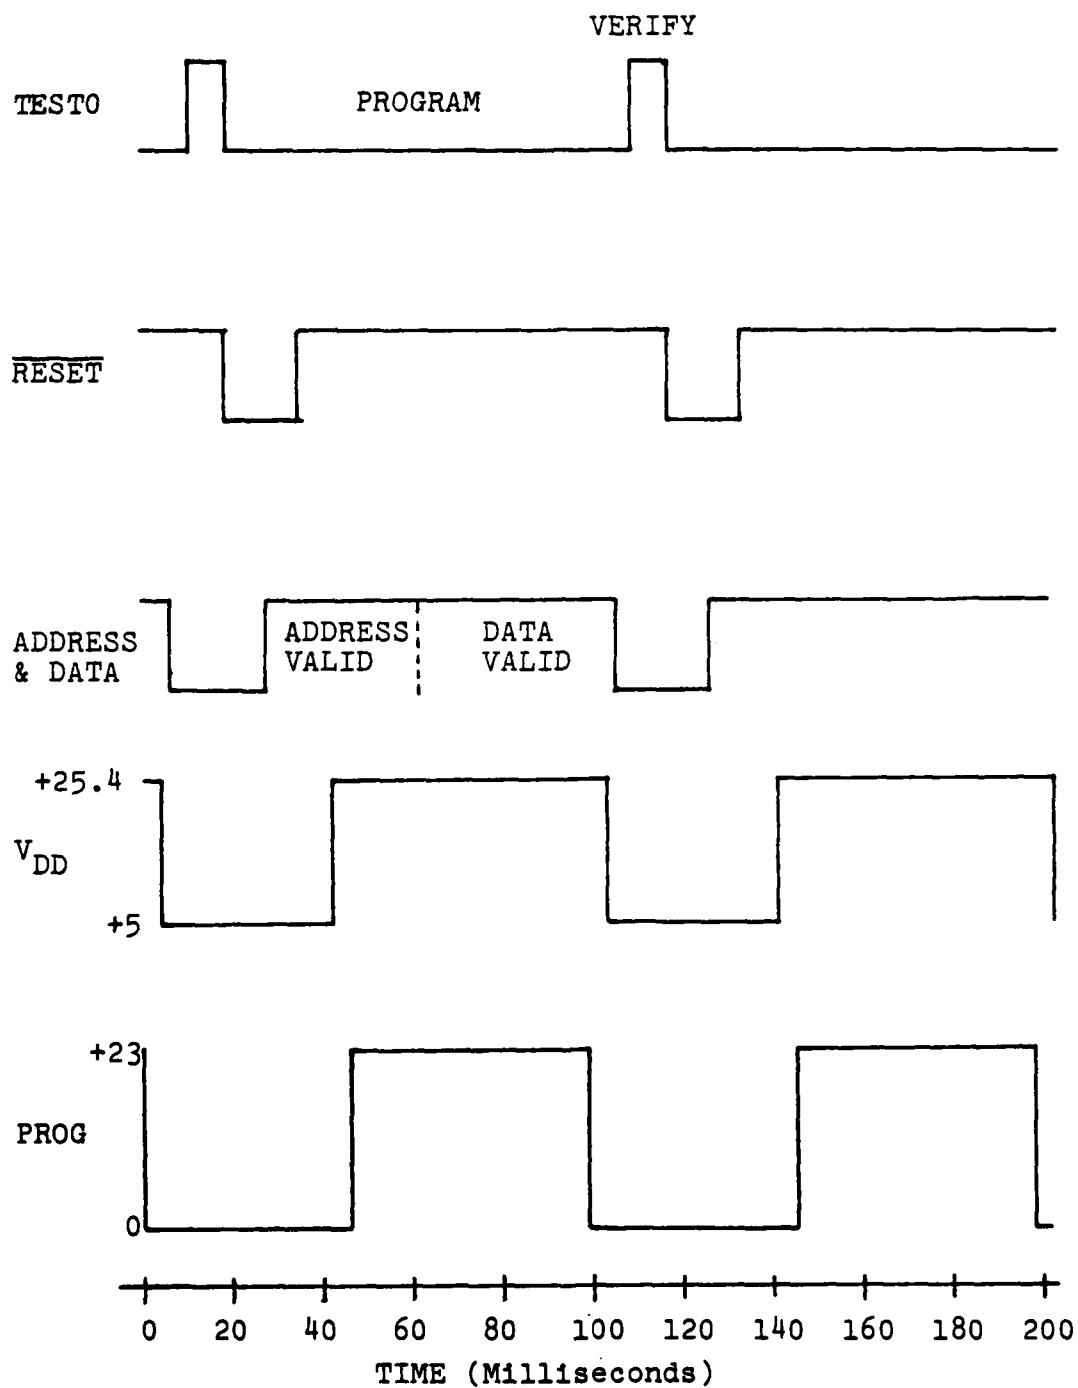 VERIFY
TEST0
PROGRAM
RESET
ADDRESS
& DATA
ADDRESS
VALID
DATA
VALID
+25.4
VDD
+5
+23
PROG
0
0 20 40 60 80 100 120 140 160 180 200
TIME (Milliseconds)